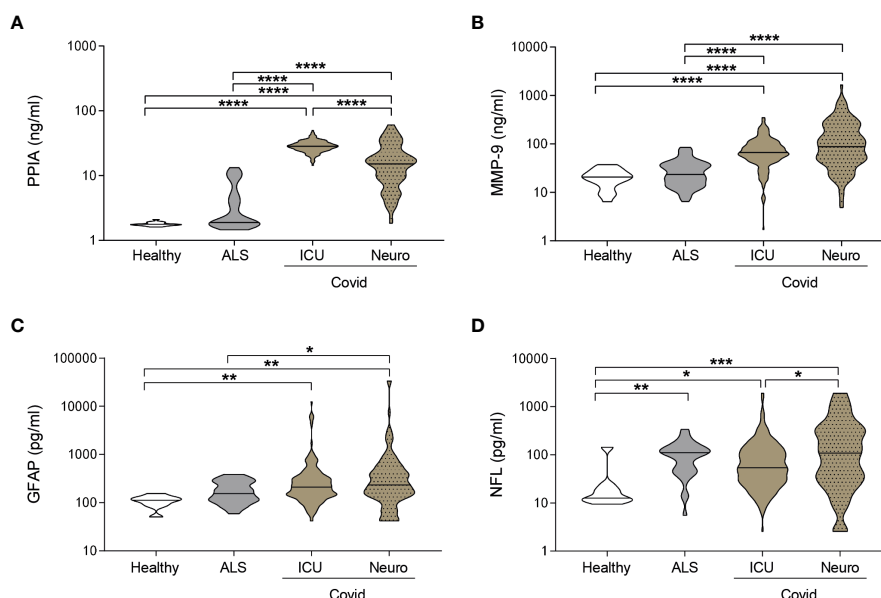 A
PPIA (ng/ml)
1000
100
10
1
****
****
****
**** ****
Healthy ALS ICU Neuro
Covid
B
MMP-9 (ng/ml)
10000
1000
100
10
1
****
****
****
****
Healthy ALS ICU Neuro
Covid
C
GFAP (pg/ml)
100000
10000
1000
100
10
*
**
**
Healthy ALS ICU Neuro
Covid
D
NFL (pg/ml)
10000
1000
100
10
1
***
* *
**
Healthy ALS ICU Neuro
Covid